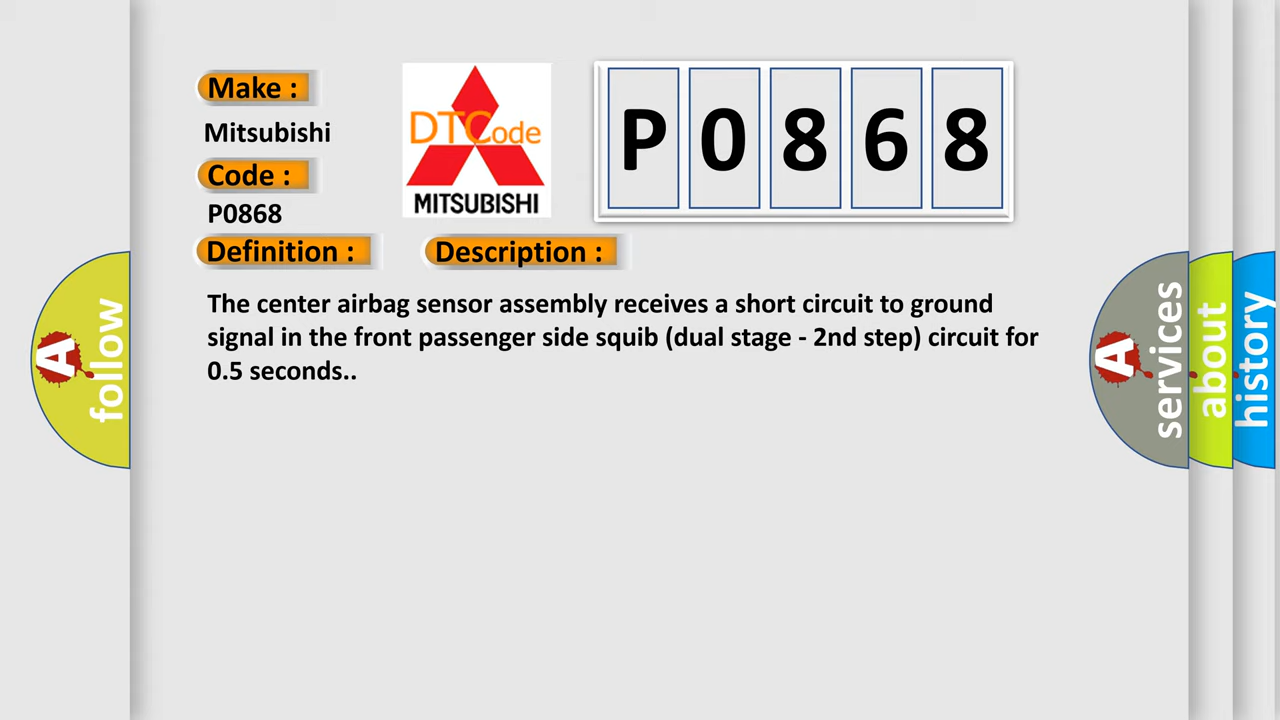 Make :
Mitsubishi
Code :
P0868
Definition :
Description :
DTCode
MITSUBISHI
P 0 8 6 8
The center airbag sensor assembly receives a short circuit to ground
signal in the front passenger side squib (dual stage - 2nd step) circuit for
0.5 seconds..
A
follow
A
services
about
history